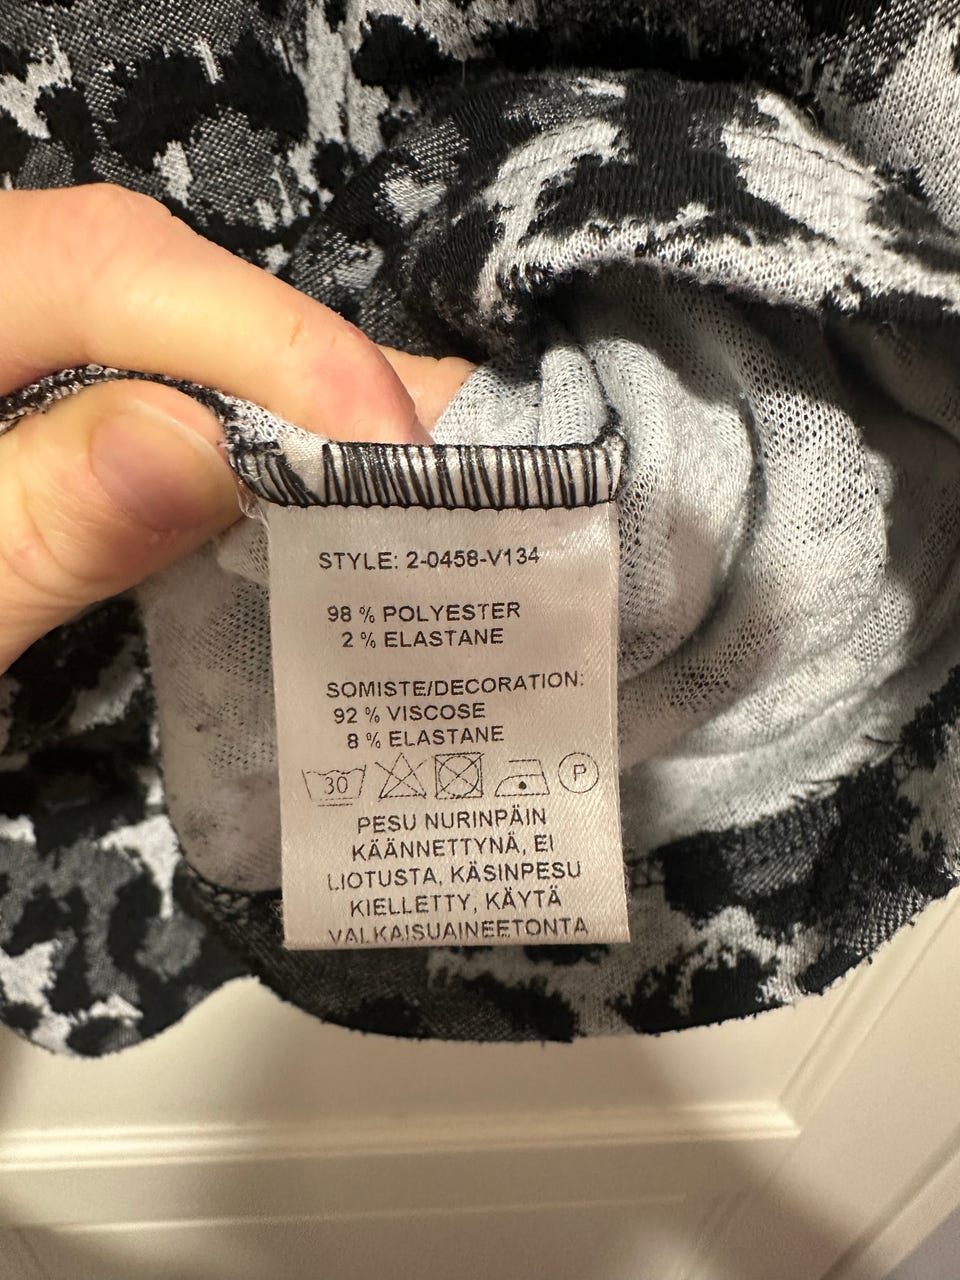 STYLE: 2-0458-V134
98 % POLYESTER
2 % ELASTANE
SOMISTE/DECORATION:
92 % VISCOSE
8 % ELASTANE
30 P
PESU NURINPÄIN
KÄÄNNETTYNÄ, EI
LIOTUSTA, KÄSINPESU
KIELLETTY, KÄYTÄ
VALKAISUAINEETONTA